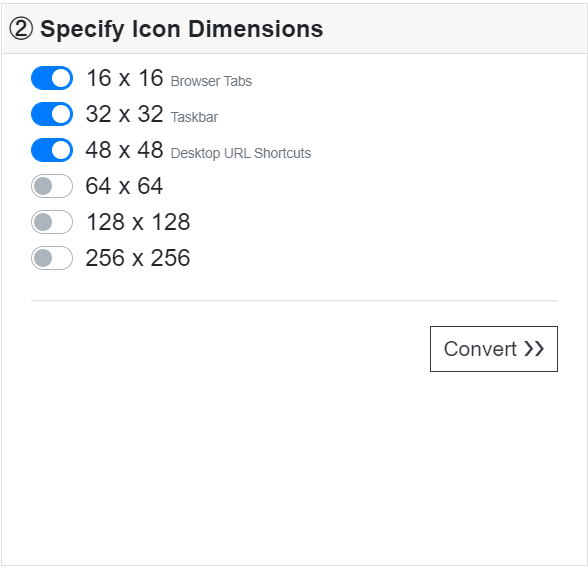 ② Specify Icon Dimensions
16 x 16 Browser Tabs
32 x 32 Taskbar
48 x 48 Desktop URL Shortcuts
64 x 64
128 x 128
256 x 256
Convert ❯❯